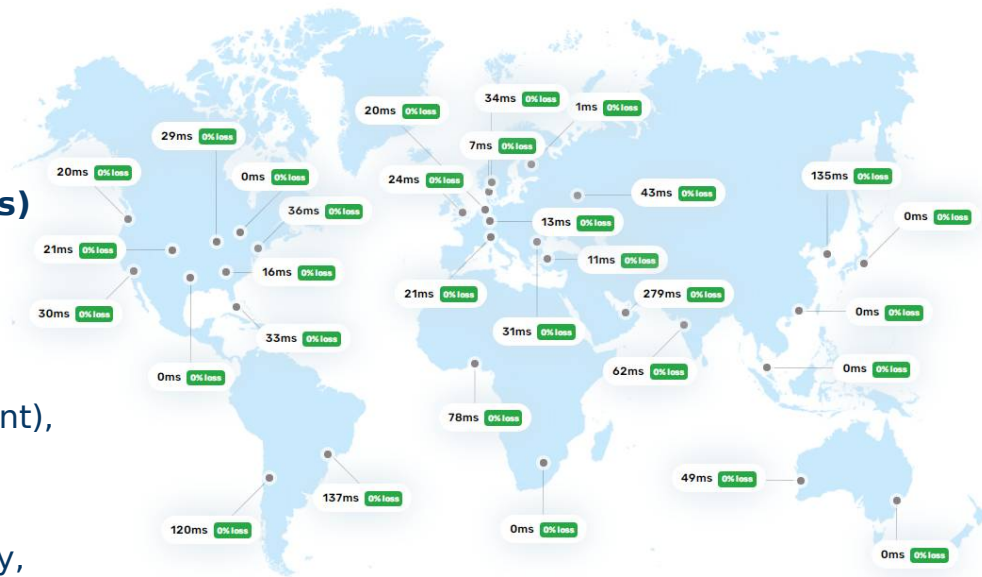 34ms 0% loss
20ms 0% loss
1ms 0% loss
29ms 0% loss
7ms 0% loss
20ms 0% loss
0ms 0% loss
24ms 0% loss
135ms 0% loss
43ms 0% loss
s)
36ms 0% loss
0ms 0% loss
13ms 0% loss
21ms 0% loss
16ms 0% loss
11ms 0% loss
21ms 0% loss
279ms 0% loss
30ms 0% loss
0ms 0% loss
31ms 0% loss
33ms 0% loss
0ms 0% loss
62ms 0% loss
0ms 0% loss
nt),
78ms 0% loss
49ms 0% loss
137ms 0% loss
120ms 0% loss
0ms 0% loss
0ms 0% loss
y,